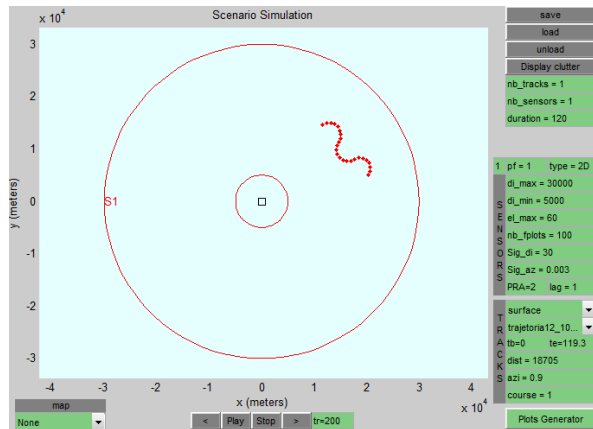 Scenario Simulation
x 10⁴
save
load
unload
Display clutter
nb_tracks = 1
nb_sensors = 1
duration = 120
1 pf = 1 type = 2D
SENSORS
di_max = 30000
di_min = 5000
el_max = 60
nb_fplots = 100
Sig_di = 30
Sig_az = 0.003
PRA=2 lag = 1
TRACKS
surface
trajetoria12_10...
tb=0 te=119.3
dist = 18705
azi = 0.9
course = 1
Plots Generator
3
2
1
0
-1
-2
-3
y (meters)
S1
-4 -3 -2 -1 0 1 2 3 4
x (meters)
x 10⁴
map
None
< Play Stop > tr=200